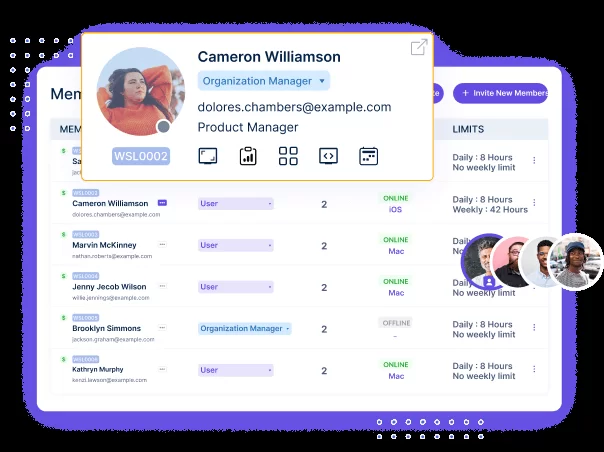 Cameron Williamson
Organization Manager
dolores.chambers@example.com
Product Manager
WSL0002
Mem
te
+ Invite New Members
MEM
LIMITS
$
Sa
jac
Daily : 8 Hours
No weekly limit
$ WSL0002
Cameron Williamson
dolores.chambers@example.com
User
2
ONLINE
iOS
Daily : 8 Hours
Weekly : 42 Hours
$ WSL0003
Marvin McKinney
nathan.roberts@example.com
User
2
ONLINE
Mac
Daily : 8
No weekly
$ WSL0004
Jenny Jecob Wilson
willie.jennings@example.com
User
2
ONLINE
Mac
Daily : 8 Hours
No weekly limit
$ WSL0005
Brooklyn Simmons
jackson.graham@example.com
Organization Manager
2
OFFLINE
-
Daily : 8 Hours
No weekly limit
$ WSL0006
Kathryn Murphy
kenzi.lawson@example.com
User
2
ONLINE
Mac
Daily : 8 Hours
No weekly limit